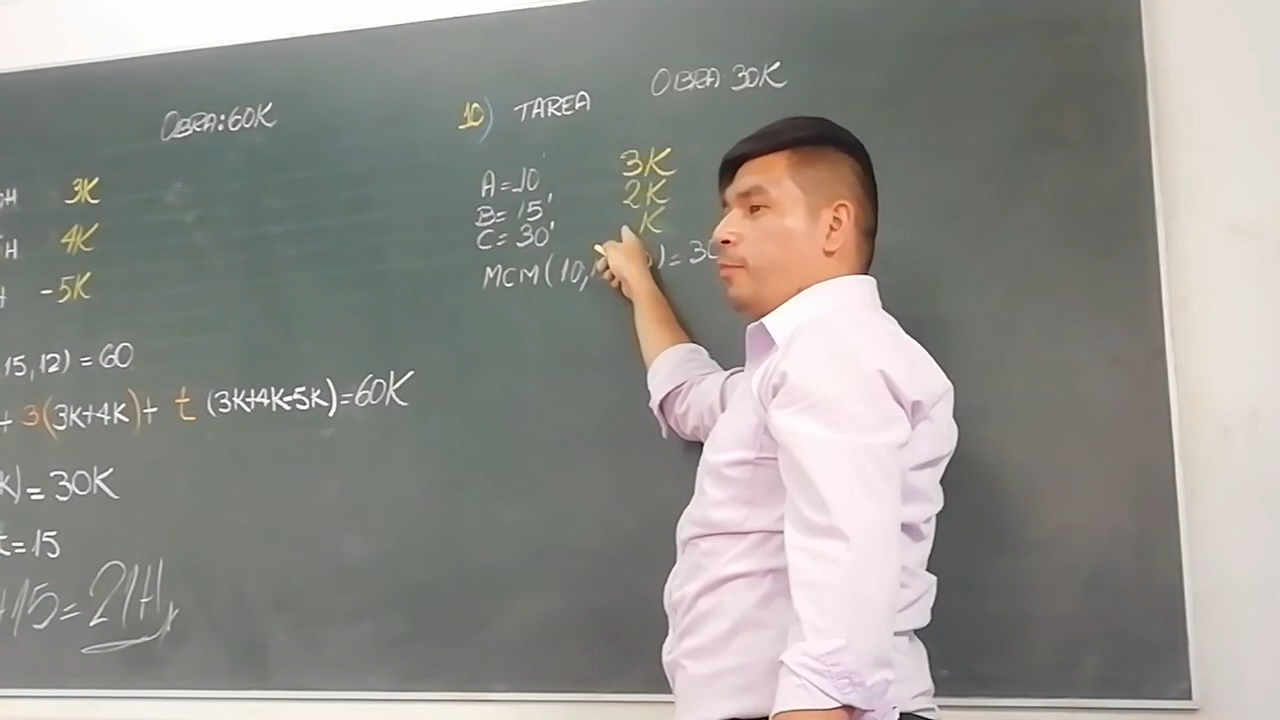 OBRA:60K
3K
4K
-5K
15,12)=60
+ 3(3K+4K)+ t (3K+4K-5K)=60K
K)=30K
t=15
+15=21H
10) TAREA
OBRA 30K
A=10' 3K
B=15' 2K
C=30' K
MCM(10, )=30